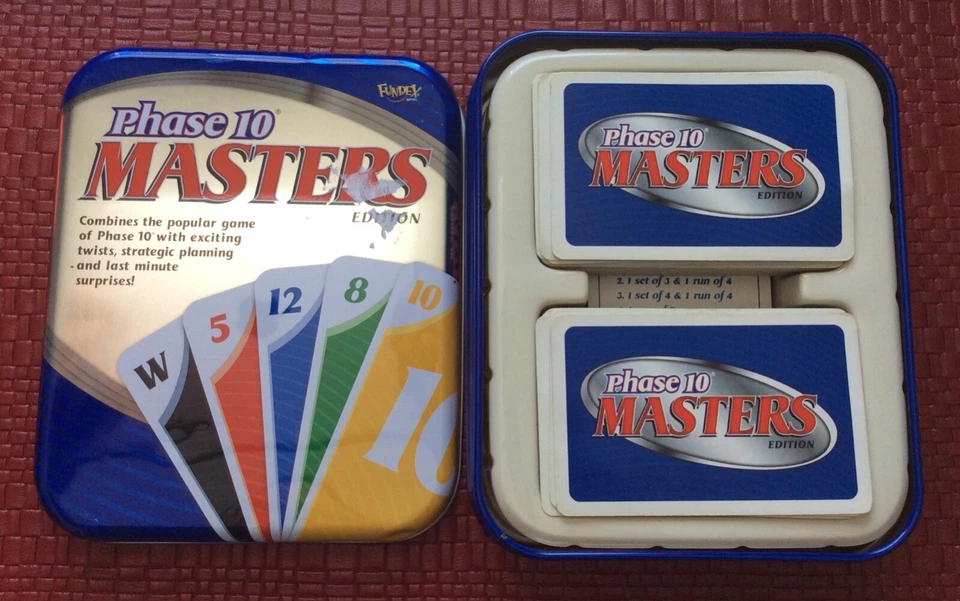 FUNDEX
Phase 10®
MASTERS
EDITION
Combines the popular game
of Phase 10® with exciting
twists, strategic planning
and last minute
surprises!
W
5
12
8
10
10
Phase 10®
MASTERS
EDITION
2. 1 set of 3 & 1 run of 4
3. 1 set of 4 & 1 run of 4
Phase 10®
MASTERS
EDITION